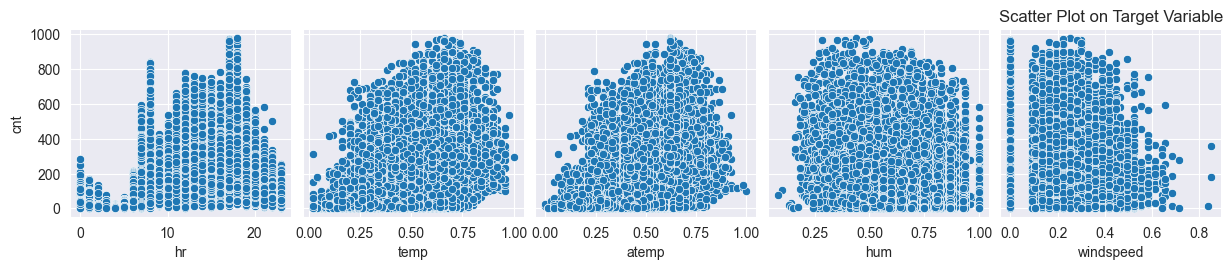 Scatter Plot on Target Variable
1000
800
600
400
200
0
cnt
0 10 20
0.00 0.25 0.50 0.75 1.00
0.00 0.25 0.50 0.75 1.00
0.25 0.50 0.75 1.00
0.0 0.2 0.4 0.6 0.8
hr
temp
atemp
hum
windspeed